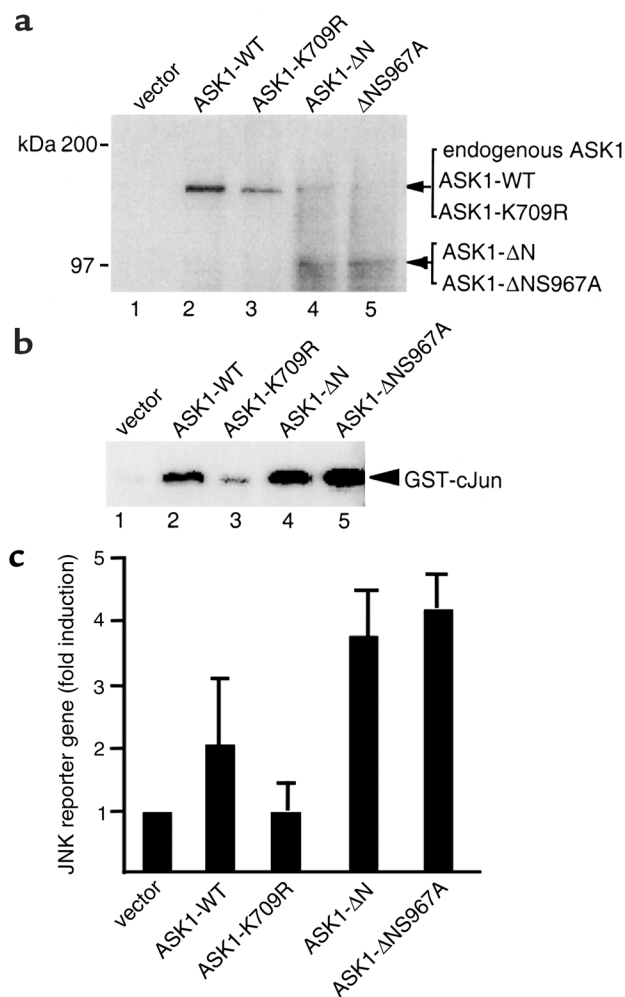 a
vector
ASK1-WT
ASK1-K709R
ASK1-ΔN
ΔNS967A
kDa 200
97
endogenous ASK1
ASK1-WT
ASK1-K709R
ASK1-ΔN
ASK1-ΔNS967A
1 2 3 4 5
b
vector
ASK1-WT
ASK1-K709R
ASK1-ΔN
ASK1-ΔNS967A
GST-cJun
1 2 3 4 5
c
JNK reporter gene (fold induction)
5
4
3
2
1
vector
ASK1-WT
ASK1-K709R
ASK1-ΔN
ASK1-ΔNS967A